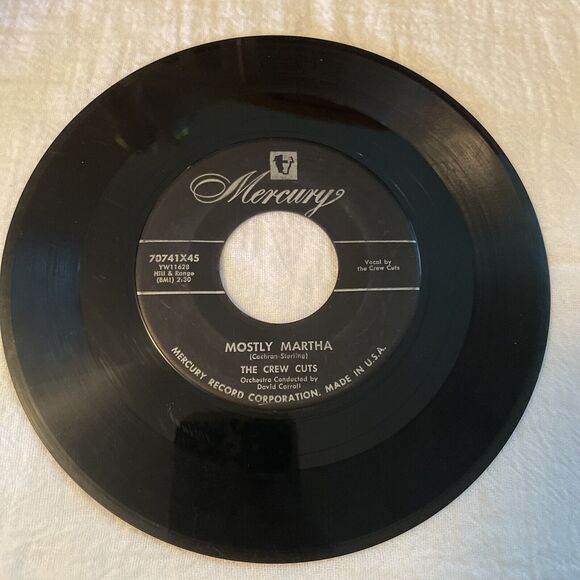 Mercury
70741X45
YW11628
Hill & Range
(BMI) 2:30
Vocal by
the Crew Cuts
MOSTLY MARTHA
(Cochran-Sterling)
THE CREW CUTS
Orchestra Conducted by
David Carroll
MERCURY RECORD CORPORATION. MADE IN U.S.A.